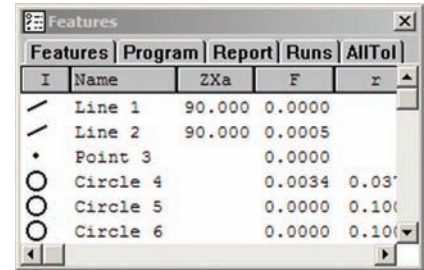 Features
Features Program Report Runs AllTol
I Name ZXa F r
Line 1 90.000 0.0000
Line 2 90.000 0.0005
Point 3 0.0000
Circle 4 0.0034
Circle 5 0.0000
Circle 6 0.0000